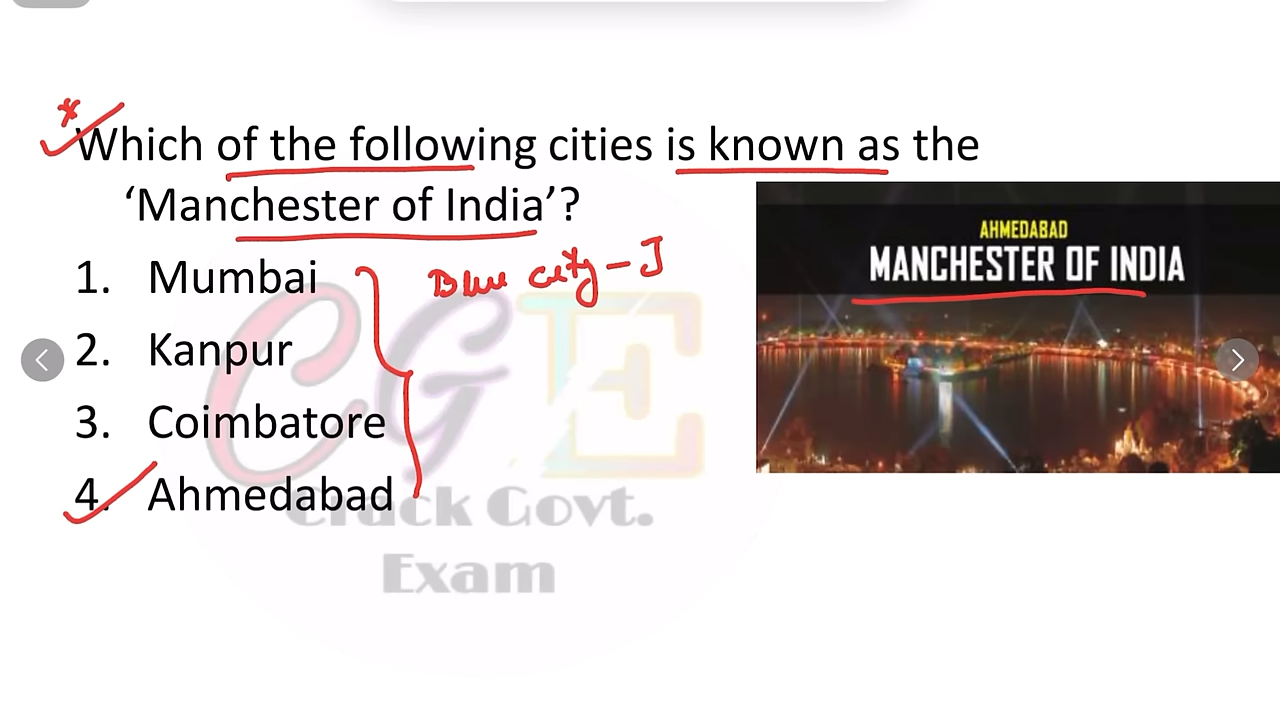 Which of the following cities is known as the
‘Manchester of India’?
1. Mumbai
2. Kanpur
3. Coimbatore
4. Ahmedabad
Blue city - J
AHMEDABAD
MANCHESTER OF INDIA
CGE
Crack Govt.
Exam